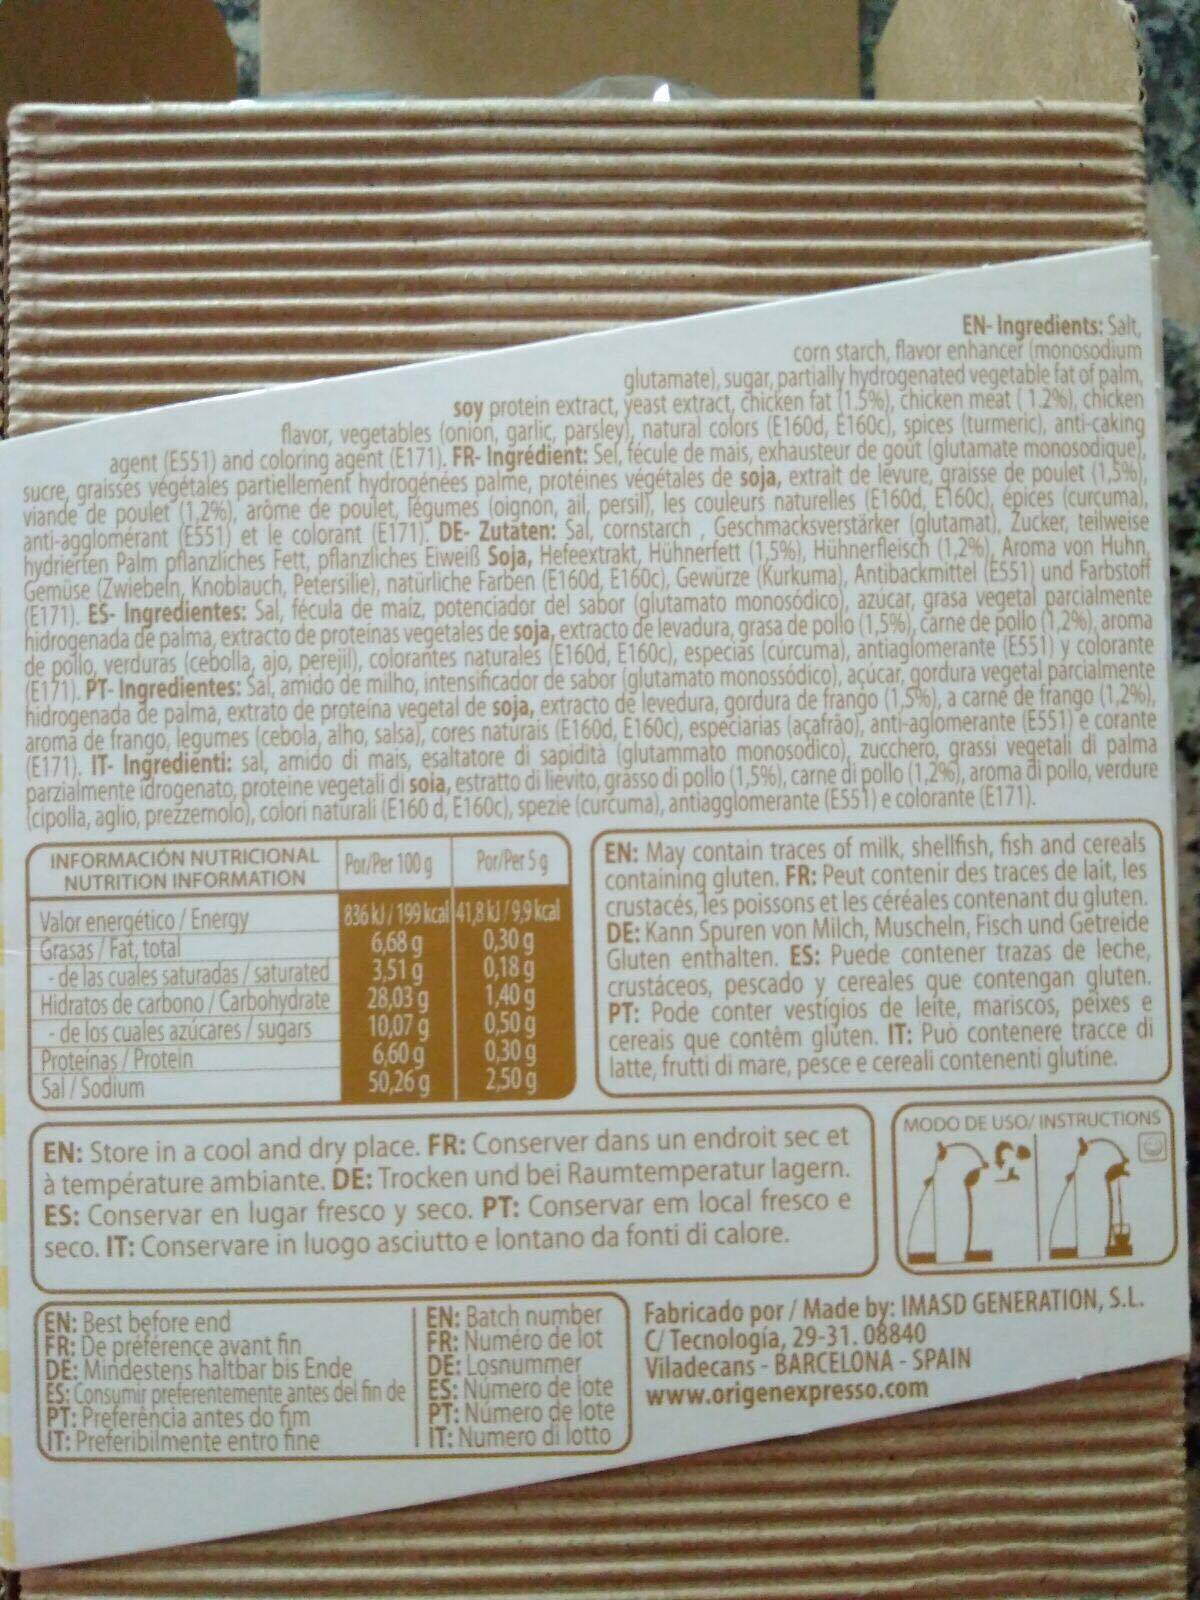 EN- Ingredients: Salt,
corn starch, flavor enhancer (monosodium
glutamate), sugar, partially hydrogenated vegetable fat of palm,
soy protein extract, yeast extract, chicken fat (1.5%), chicken meat ( 1.2%), chicken
flavor, vegetables (onion, garlic, parsley), natural colors (E160d, E160c), spices (turmeric), anti-caking
agent (E551) and coloring agent (E171). FR- Ingrédient: Sel, fécule de maïs, exhausteur de goût (glutamate monosodique),
sucre, graisses végétales partiellement hydrogénées palme, protéines végétales de soja, extrait de levure, graisse de poulet (1,5%),
viande de poulet (1,2%), arôme de poulet, légumes (oignon, ail, persil), les couleurs naturelles (E160d, E160c), épices (curcuma),
anti-agglomérant (E551) et le colorant (E171). DE- Zutaten: Sal, cornstarch , Geschmacksverstärker (glutamat), Zucker, teilweise
hydrierten Palm pflanzliches Fett, pflanzliches Eiweiß Soja, Hefeextrakt, Hühnerfett (1,5%), Hühnerfleisch (1,2%), Aroma von Huhn,
Gemüse (Zwiebeln, Knoblauch, Petersilie), natürliche Farben (E160d, E160c), Gewürze (Kurkuma), Antibackmittel (E551) und Farbstoff
(E171). ES- Ingredientes: Sal, fécula de maíz, potenciador del sabor (glutamato monosódico), azúcar, grasa vegetal parcialmente
hidrogenada de palma, extracto de proteínas vegetales de soja, extracto de levadura, grasa de pollo (1,5%), carne de pollo (1,2%), aroma
de pollo, verduras (cebolla, ajo, perejil), colorantes naturales (E160d, E160c), especias (cúrcuma), antiaglomerante (E551) y colorante
(E171). PT- Ingredientes: Sal, amido de milho, intensificador de sabor (glutamato monossódico), açucar, gordura vegetal parcialmente
hidrogenada de palma, extrato de proteína vegetal de soja, extracto de levedura, gordura de frango (1,5%), a carne de frango (1,2%),
aroma de frango, legumes (cebola, alho, salsa), cores naturais (E160d, E160c), especiarias (açafrão), anti-aglomerante (E551) e corante
(E171). IT- Ingredienti: sal, amido di mais, esaltatore di sapidità (glutammato monosodico), zucchero, grassi vegetali di palma
parzialmente idrogenato, proteine vegetali di soia, estratto di lievito, grasso di pollo (1,5%), carne di pollo (1,2%), aroma di pollo, verdure
(cipolla, aglio, prezzemolo), colori naturali (E160 d, E160c), spezie (curcuma), antiagglomerante (E551) e colorante (E171).
INFORMACIÓN NUTRICIONAL
NUTRITION INFORMATION
Por/Per 100 g Por/Per 5 g
Valor energético / Energy 836 kJ / 199 kcal 41,8 kJ / 9,9 kcal
Grasas / Fat, total 6,68 g 0,30 g
- de las cuales saturadas / saturated 3,51 g 0,18 g
Hidratos de carbono / Carbohydrate 28,03 g 1,40 g
- de los cuales azúcares / sugars 10,07 g 0,50 g
Proteínas / Protein 6,60 g 0,30 g
Sal / Sodium 50,26 g 2,50 g
EN: May contain traces of milk, shellfish, fish and cereals
containing gluten. FR: Peut contenir des traces de lait, les
crustacés, les poissons et les céréales contenant du gluten.
DE: Kann Spuren von Milch, Muscheln, Fisch und Getreide
Gluten enthalten. ES: Puede contener trazas de leche,
crustáceos, pescado y cereales que contengan gluten.
PT: Pode conter vestígios de leite, mariscos, peixes e
cereais que contêm glúten. IT: Può contenere tracce di
latte, frutti di mare, pesce e cereali contenenti glutine.
EN: Store in a cool and dry place. FR: Conserver dans un endroit sec et
à température ambiante. DE: Trocken und bei Raumtemperatur lagern.
ES: Conservar en lugar fresco y seco. PT: Conservar em local fresco e
seco. IT: Conservare in luogo asciutto e lontano da fonti di calore.
MODO DE USO/ INSTRUCTIONS
EN: Best before end
FR: De préférence avant fin
DE: Mindestens haltbar bis Ende
ES: Consumir preferentemente antes del fin de
PT: Preferência antes do fim
IT: Preferibilmente entro fine
EN: Batch number
FR: Numéro de lot
DE: Losnummer
ES: Número de lote
PT: Número de lote
IT: Numero di lotto
Fabricado por / Made by: IMASD GENERATION, S.L.
C/ Tecnología, 29-31. 08840
Viladecans - BARCELONA - SPAIN
www.origenexpresso.com